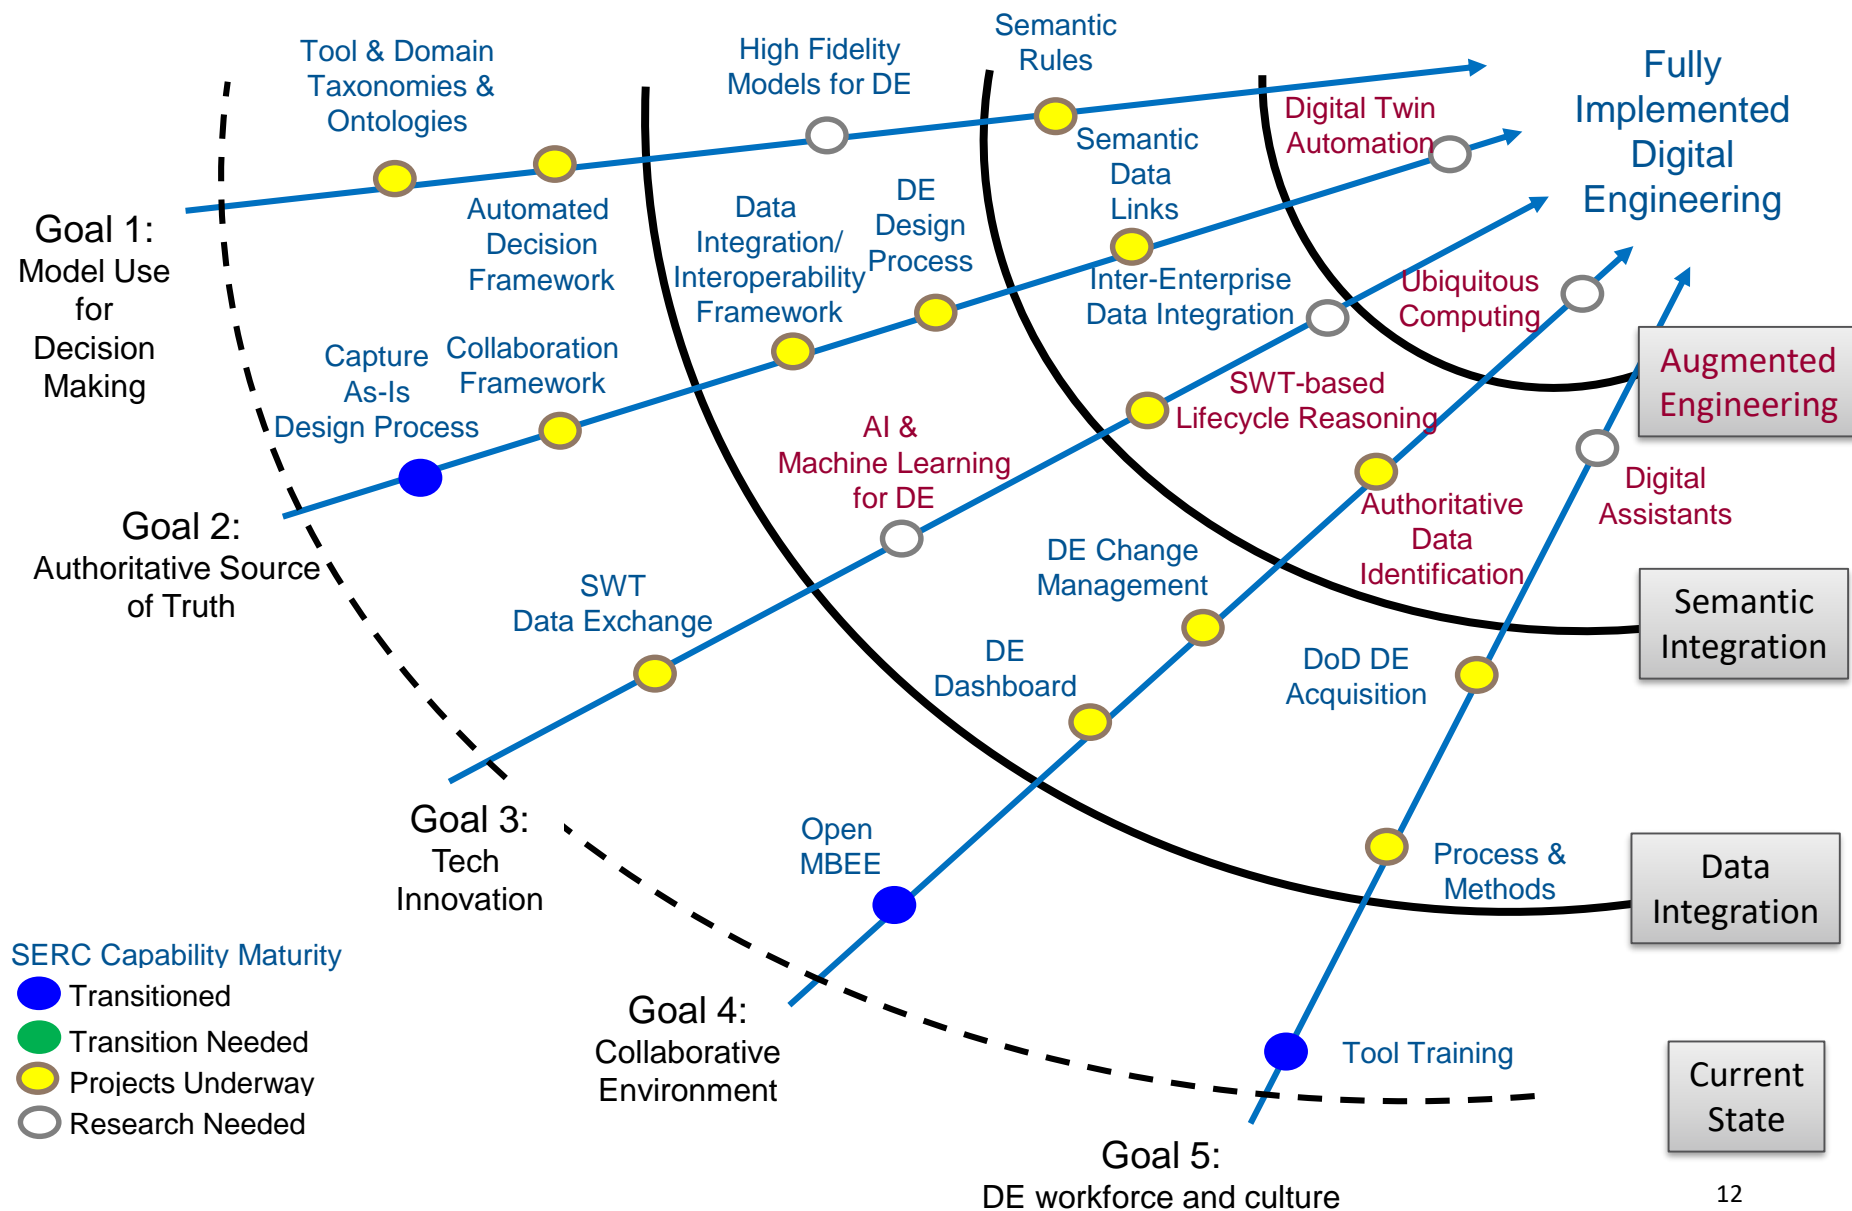 Tool & Domain
Taxonomies &
Ontologies
High Fidelity
Models for DE
Semantic
Rules
Fully
Implemented
Digital
Engineering
Digital Twin
Automation
Semantic
Data
Links
Automated
Decision
Framework
Data
Integration/
Interoperability
Framework
DE
Design
Process
Goal 1:
Model Use
for
Decision
Making
Inter-Enterprise
Data Integration
Ubiquitous
Computing
Capture
As-Is
Design Process
Collaboration
Framework
Augmented
Engineering
SWT-based
Lifecycle Reasoning
AI &
Machine Learning
for DE
Goal 2:
Authoritative Source
of Truth
Digital
Assistants
Authoritative
Data
Identification
DE Change
Management
SWT
Data Exchange
Semantic
Integration
DE
Dashboard
DoD DE
Acquisition
Goal 3:
Tech
Innovation
Open
MBEE
Process &
Methods
Data
Integration
SERC Capability Maturity
Transitioned
Transition Needed
Projects Underway
Research Needed
Goal 4:
Collaborative
Environment
Tool Training
Current
State
Goal 5:
DE workforce and culture
12